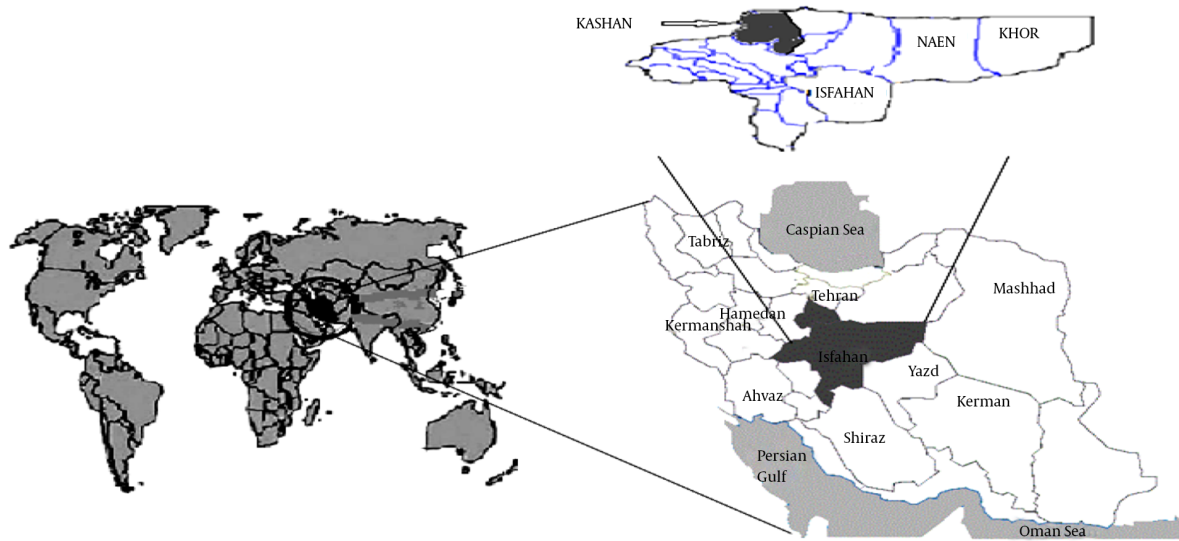 KASHAN
NAEN
KHOR
ISFAHAN
Caspian Sea
Tabriz
Mashhad
Tehran
Hamedan
Kermanshah
Isfahan
Yazd
Ahvaz
Kerman
Shiraz
Persian
Gulf
Oman Sea